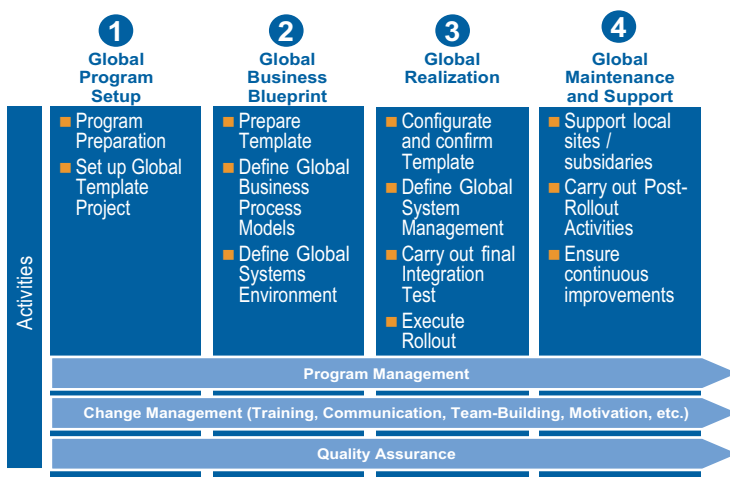 1
Global
Program
Setup
2
Global
Business
Blueprint
3
Global
Realization
4
Global
Maintenance
and Support
Activities
Program
Preparation
Set up Global
Template
Project
Prepare
Template
Define Global
Business
Process
Models
Define Global
Systems
Environment
Configurate
and confirm
Template
Define Global
System
Management
Carry out final
Integration
Test
Execute
Rollout
Support local
sites /
subsidaries
Carry out Post-
Rollout
Activities
Ensure
continuous
improvements
Program Management
Change Management (Training, Communication, Team-Building, Motivation, etc.)
Quality Assurance